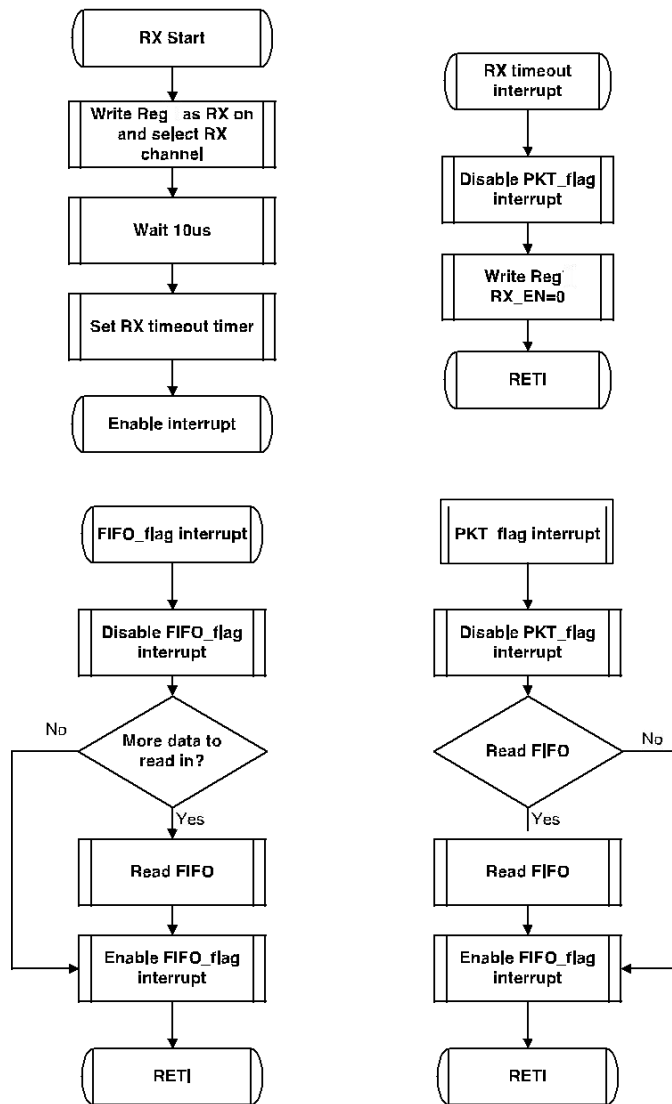 RX Start
Write Reg as RX on
and select RX
channel
Wait 10us
Set RX timeout timer
Enable interrupt
RX timeout
interrupt
Disable PKT_flag
interrupt
Write Reg
RX_EN=0
RETI
FIFO_flag interrupt
Disable FIFO_flag
interrupt
No
More data to
read in?
Yes
Read FIFO
Enable FIFO_flag
interrupt
RETI
PKT_flag interrupt
Disable PKT_flag
interrupt
Read FIFO
No
Yes
Read FIFO
Enable FIFO_flag
interrupt
RETI